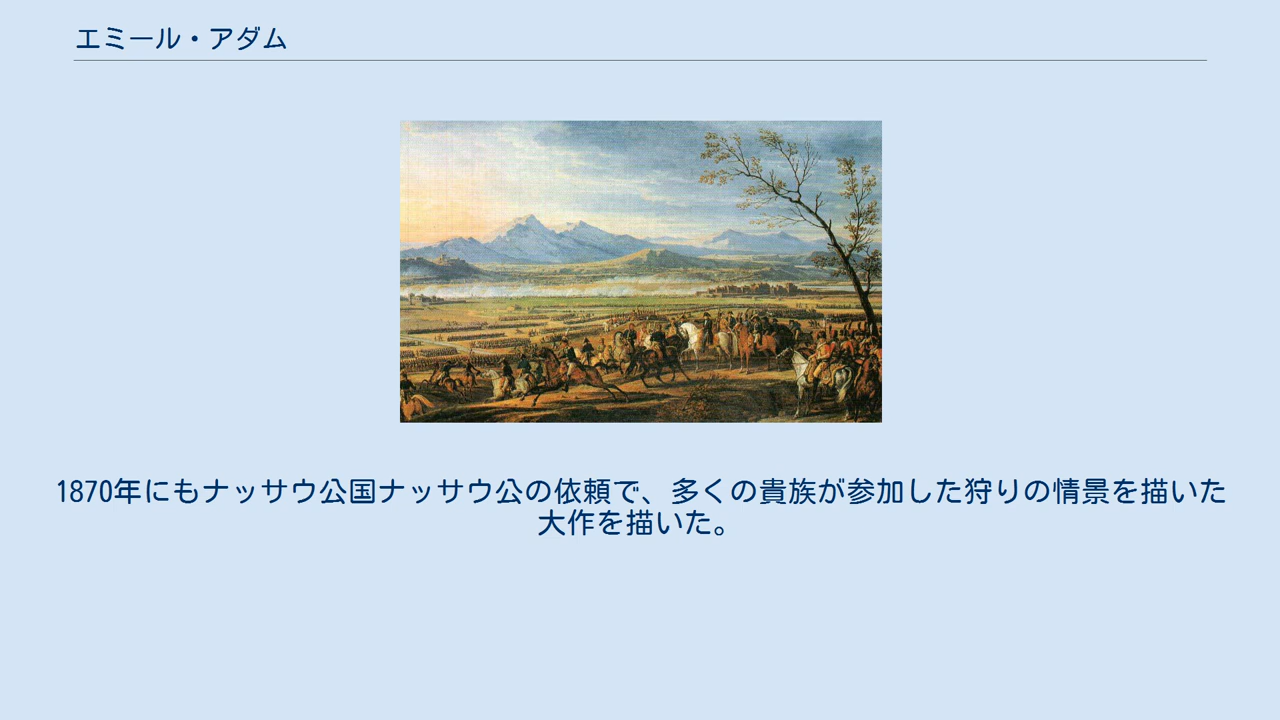 エミール・アダム
1870年にもナッサウ公国ナッサウ公の依頼で、多くの貴族が参加した狩りの情景を描いた
大作を描いた。